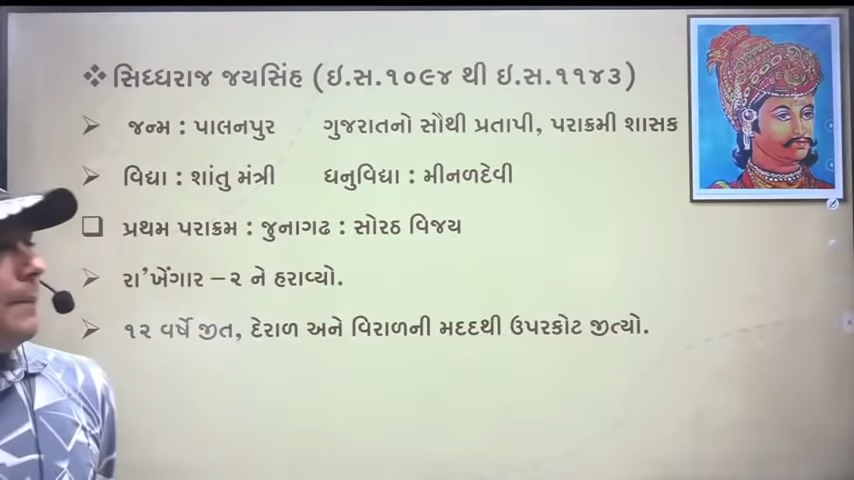 ❖ સિધ્ધરાજ જયસિંહ (ઇ.સ.૧૦૯૪ થી ઇ.સ.૧૧૪૩)
➢ જન્મ : પાલનપુર ગુજરાતનો સૌથી પ્રતાપી, પરાક્રમી શાસક
➢ વિદ્યા : શાંતુ મંત્રી ધનુવિદ્યા : મીનળદેવી
❑ પ્રથમ પરાક્રમ : જુનાગઢ : સોરઠ વિજય
➢ રા'ખેંગાર – ૨ ને હરાવ્યો.
➢ ૧૨ વર્ષે જીત, દેરાળ અને વિરાળની મદદથી ઉપરકોટ જીત્યો.